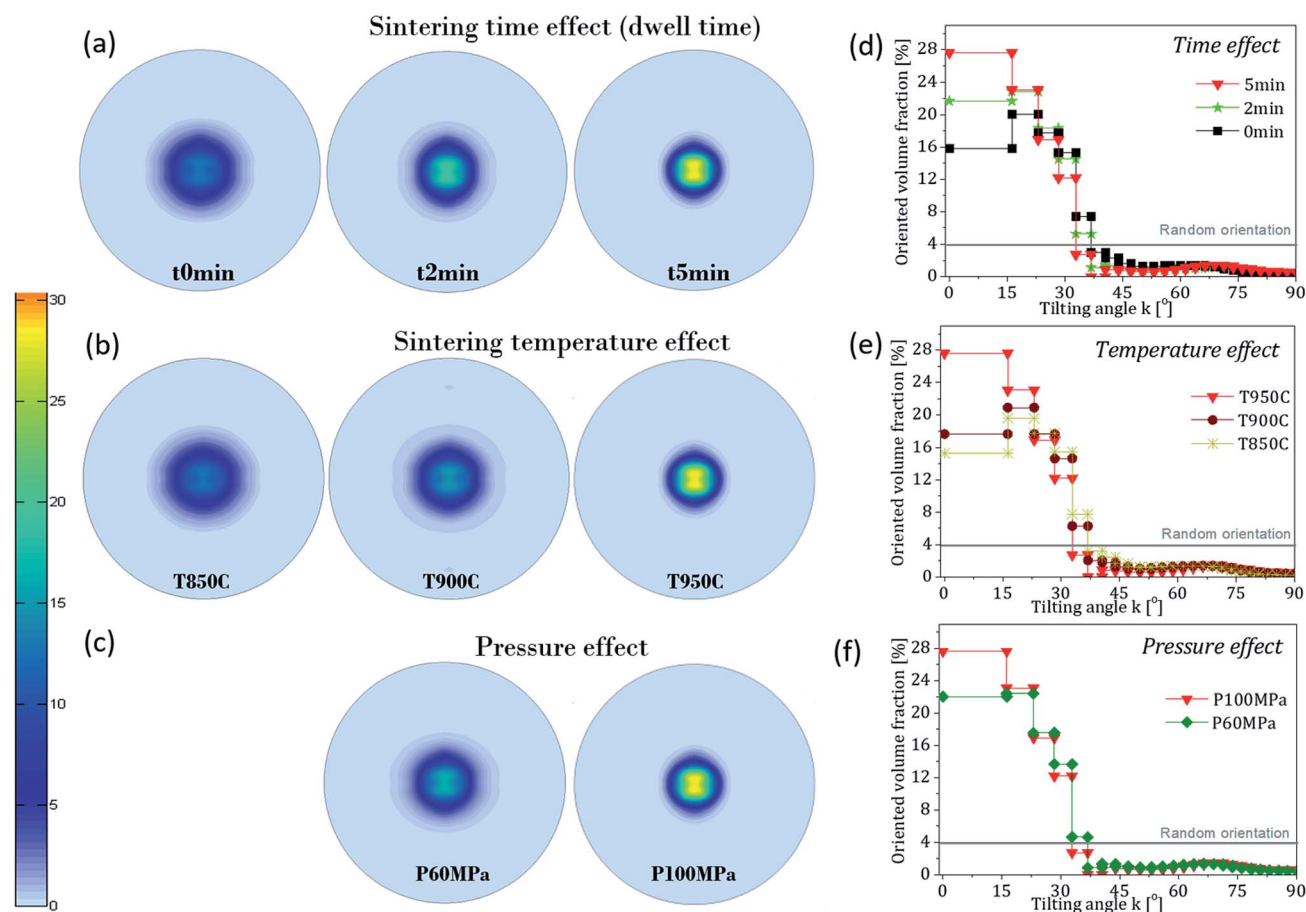 (a)
Sintering time effect (dwell time)
t0min
t2min
t5min
(b)
Sintering temperature effect
T850C
T900C
T950C
(c)
Pressure effect
P60MPa
P100MPa
30
25
20
15
10
5
0
(d)
Time effect
Oriented volume fraction [%]
28
24
20
16
12
8
4
0
5min
2min
0min
Random orientation
0 15 30 45 60 75 90
Tilting angle k [°]
(e)
Temperature effect
Oriented volume fraction [%]
28
24
20
16
12
8
4
0
T950C
T900C
T850C
Random orientation
0 15 30 45 60 75 90
Tilting angle k [°]
(f)
Pressure effect
Oriented volume fraction [%]
28
24
20
16
12
8
4
0
P100MPa
P60MPa
Random orientation
0 15 30 45 60 75 90
Tilting angle k [°]